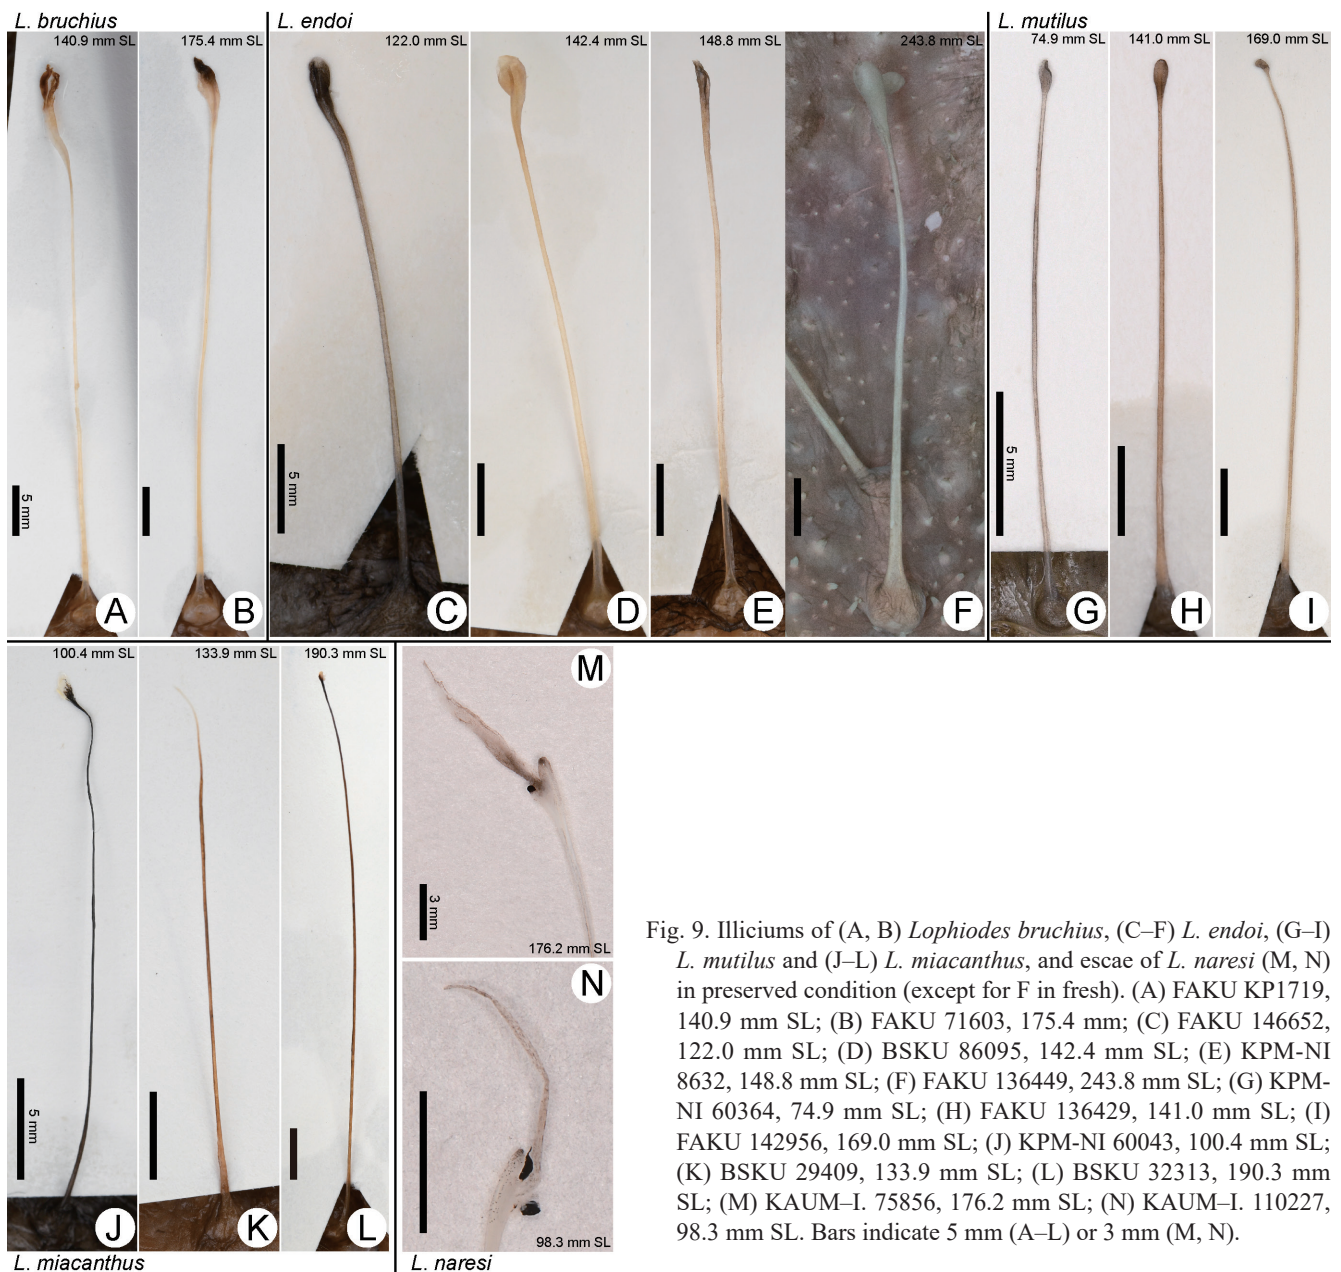 L. bruchius
L. endoi
L. mutilus
140.9 mm SL
175.4 mm SL
122.0 mm SL
142.4 mm SL
148.8 mm SL
243.8 mm SL
74.9 mm SL
141.0 mm SL
169.0 mm SL
5 mm
5 mm
5 mm
A
B
C
D
E
F
G
H
I
100.4 mm SL
133.9 mm SL
190.3 mm SL
M
3 mm
176.2 mm SL
N
5 mm
J
K
L
98.3 mm SL
L. miacanthus
L. naresi
Fig. 9. Illiciums of (A, B) Lophiodes bruchius, (C–F) L. endoi, (G–I)
L. mutilus and (J–L) L. miacanthus, and escae of L. naresi (M, N)
in preserved condition (except for F in fresh). (A) FAKU KP1719,
140.9 mm SL; (B) FAKU 71603, 175.4 mm; (C) FAKU 146652,
122.0 mm SL; (D) BSKU 86095, 142.4 mm SL; (E) KPM-NI
8632, 148.8 mm SL; (F) FAKU 136449, 243.8 mm SL; (G) KPM-
NI 60364, 74.9 mm SL; (H) FAKU 136429, 141.0 mm SL; (I)
FAKU 142956, 169.0 mm SL; (J) KPM-NI 60043, 100.4 mm SL;
(K) BSKU 29409, 133.9 mm SL; (L) BSKU 32313, 190.3 mm
SL; (M) KAUM–I. 75856, 176.2 mm SL; (N) KAUM–I. 110227,
98.3 mm SL. Bars indicate 5 mm (A–L) or 3 mm (M, N).